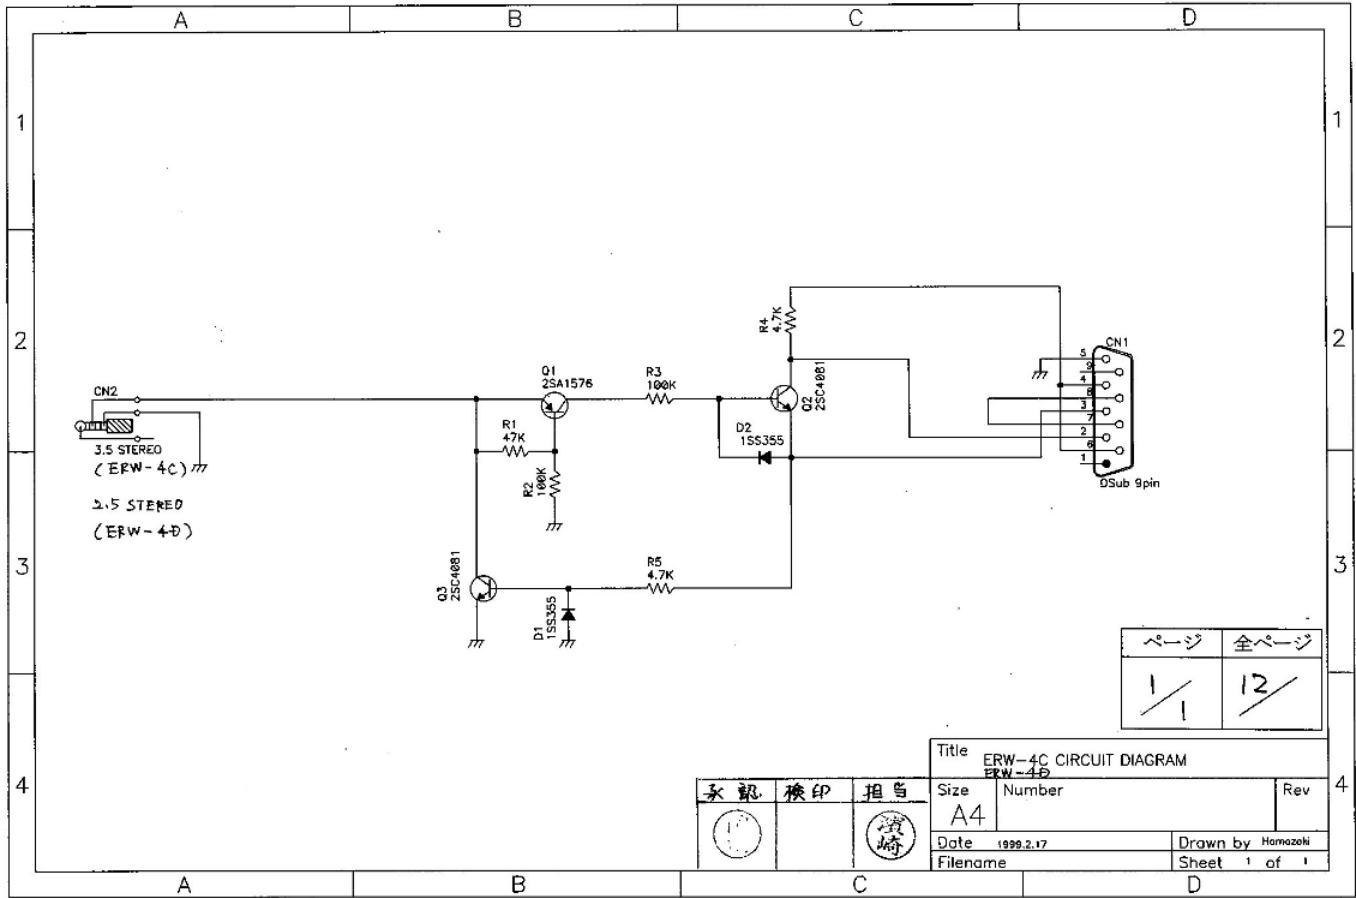 A B C D
1 1
2 2
3 3
4 4
A B C D
CN2
3.5 STEREO
(ERW-4C)
2.5 STEREO
(ERW-4D)
Q1
2SA1576
R1
47K
R2
100K
R3
100K
R4
4.7K
Q2
2SC4081
D2
1SS355
R5
4.7K
Q3
2SC4081
D1
1SS355
CN1
5
9
4
8
3
7
2
6
1
DSub 9pin
ページ 全ページ
1/1 12/
承認 検印 担当
濱崎
Title ERW-4C CIRCUIT DIAGRAM
ERW-4D
Size Number Rev
A4
Date 1999.2.17 Drawn by Hamazaki
Filename Sheet 1 of 1